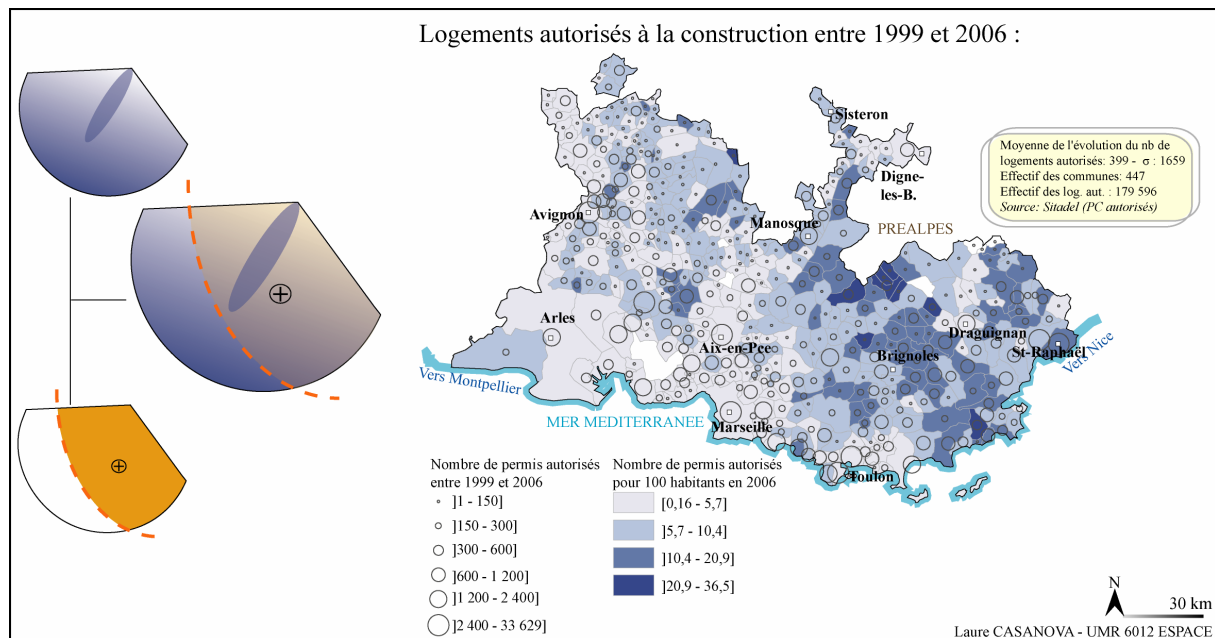 Logements autorisés à la construction entre 1999 et 2006 :
Sisteron
Moyenne de l'évolution du nb de
logements autorisés: 399 - σ : 1659
Effectif des communes: 447
Effectif des log. aut. : 179 596
Source: Sitadel (PC autorisés)
Digne-
les-B.
Avignon
Manosque
PREALPES
Arles
Aix-en-Pce
Draguignan
Brignoles
St-Raphaël
Vers Nice
Vers Montpellier
MER MEDITERRANEE
Marseille
Toulon
Nombre de permis autorisés
entre 1999 et 2006
]1 - 150]
]150 - 300]
]300 - 600]
]600 - 1 200]
]1 200 - 2 400]
]2 400 - 33 629]
Nombre de permis autorisés
pour 100 habitants en 2006
[0,16 - 5,7]
]5,7 - 10,4]
]10,4 - 20,9]
]20,9 - 36,5]
N
30 km
Laure CASANOVA - UMR 6012 ESPACE